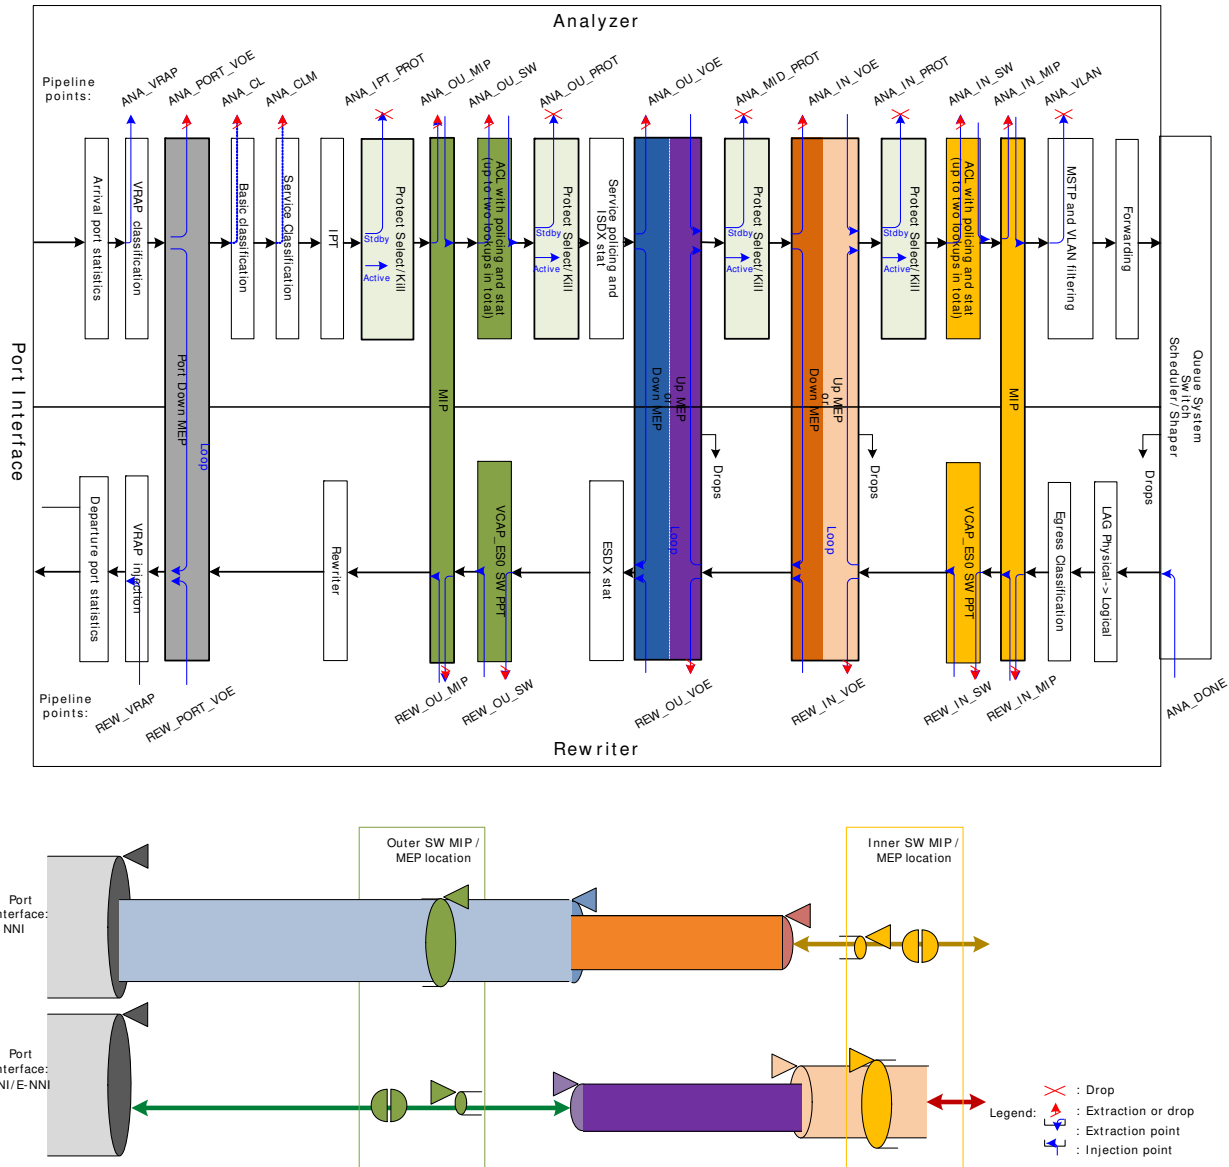 Analyzer
Pipeline
points:
ANA_VRAP
ANA_PORT_VOE
ANA_CL
ANA_CLM
ANA_IPT_PROT
ANA_OU_MIP
ANA_OU_SW
ANA_OU_PROT
ANA_OU_VOE
ANA_MID_PROT
ANA_IN_VOE
ANA_IN_PROT
ANA_IN_SW
ANA_IN_MIP
ANA_VLAN
Arrival port statistics
VRAP classification
Port Down MEP
Loop
Basic classification
Service Classification
IPT
Protect Select/Kill
Stdby
Active
MIP
ACL with policing and stat
(up to two lookups in
total)
Protect Select/Kill
Stdby
Active
Service policing and
ISDX stat
Down MEP
or
Up MEP
Loop
Protect Select/Kill
Stdby
Active
Down MEP
or
Up MEP
Loop
Protect Select/Kill
Stdby
Active
ACL with policing and stat
(up to two lookups in
total)
MIP
MSTP and VLAN filtering
Forwarding
Queue System
Switch
Scheduler/Shaper
Port Interface
Drops
Drops
Drops
Departure port statistics
VRAP injection
Rewriter
VCAP_ES0 SW PPT
ESDX stat
VCAP_ES0 SW PPT
Egress Classification
LAG Physical-> Logical
Pipeline
points:
REW_VRAP
REW_PORT_VOE
REW_OU_MIP
REW_OU_SW
REW_OU_VOE
REW_IN_VOE
REW_IN_SW
REW_IN_MIP
ANA_DONE
Rewriter
Outer SW MIP /
MEP location
Inner SW MIP /
MEP location
Port
nterface:
NNI
Port
nterface:
NI/E-NNI
Legend:
: Drop
: Extraction or drop
: Extraction point
: Injection point